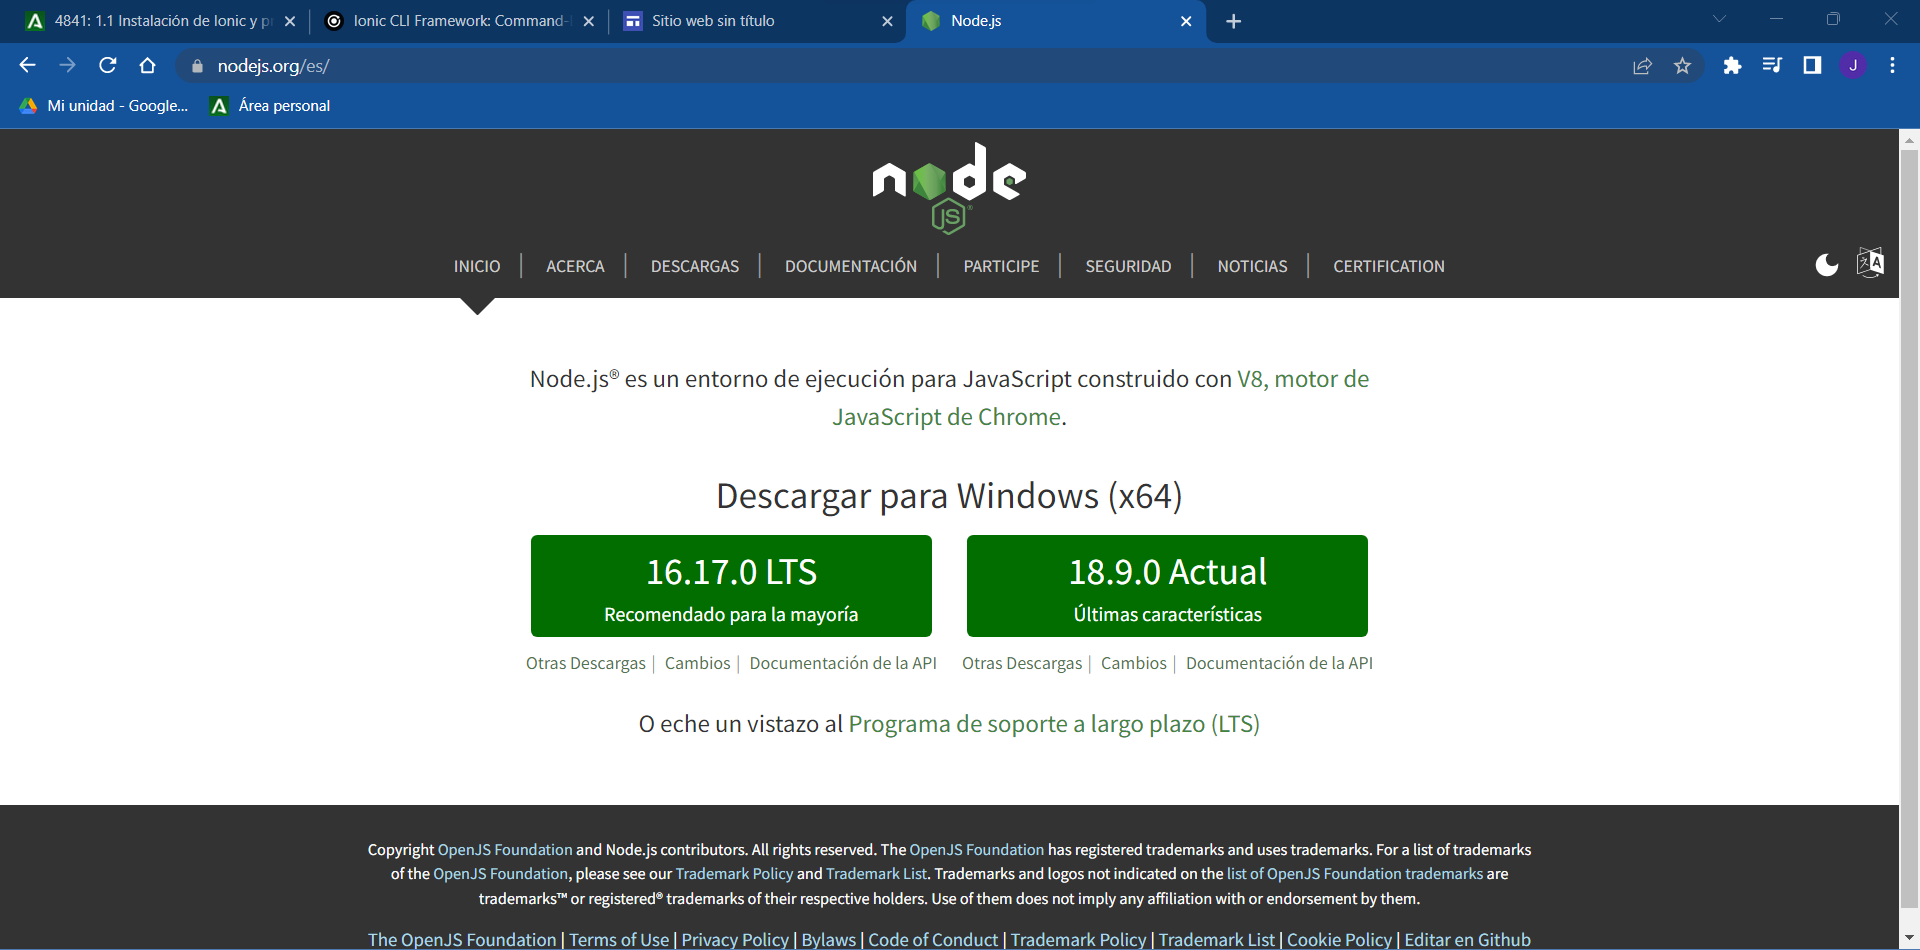 4841: 1.1 Instalación de Ionic y pr
Ionic CLI Framework: Command-
Sitio web sin título
Node.js
nodejs.org/es/
J
Mi unidad - Google...
Área personal
node
JS
INICIO
ACERCA
DESCARGAS
DOCUMENTACIÓN
PARTICIPE
SEGURIDAD
NOTICIAS
CERTIFICATION
Node.js® es un entorno de ejecución para JavaScript construido con V8, motor de
JavaScript de Chrome.
Descargar para Windows (x64)
16.17.0 LTS
Recomendado para la mayoría
18.9.0 Actual
Últimas características
Otras Descargas | Cambios | Documentación de la API
Otras Descargas | Cambios | Documentación de la API
O eche un vistazo al Programa de soporte a largo plazo (LTS)
Copyright OpenJS Foundation and Node.js contributors. All rights reserved. The OpenJS Foundation has registered trademarks and uses trademarks. For a list of trademarks
of the OpenJS Foundation, please see our Trademark Policy and Trademark List. Trademarks and logos not indicated on the list of OpenJS Foundation trademarks are
trademarks™ or registered® trademarks of their respective holders. Use of them does not imply any affiliation with or endorsement by them.
The OpenJS Foundation | Terms of Use | Privacy Policy | Bylaws | Code of Conduct | Trademark Policy | Trademark List | Cookie Policy | Editar en Github